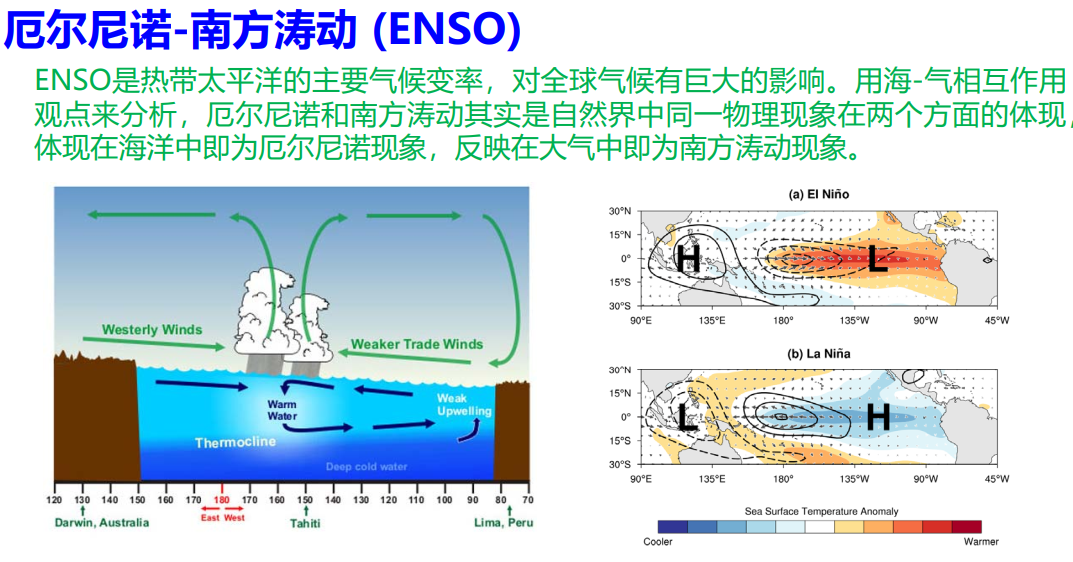 厄尔尼诺-南方涛动 (ENSO)
ENSO是热带太平洋的主要气候变率，对全球气候有巨大的影响。用海-气相互作用
观点来分析，厄尔尼诺和南方涛动其实是自然界中同一物理现象在两个方面的体现，
体现在海洋中即为厄尔尼诺现象，反映在大气中即为南方涛动现象。
Westerly Winds
Weaker Trade Winds
Warm
Water
Weak
Upwelling
Thermocline
Deep cold water
120 130 140 150 160 170 180 170 160 150 140 130 120 110 100 90 80 70
East West
Darwin, Australia
Tahiti
Lima, Peru
(a) El Niño
30°N
15°N
0°
15°S
30°S
H
L
90°E 135°E 180° 135°W 90°W 45°W
(b) La Niña
30°N
15°N
0°
15°S
30°S
L
H
90°E 135°E 180° 135°W 90°W 45°W
Sea Surface Temperature Anomaly
Cooler
Warmer